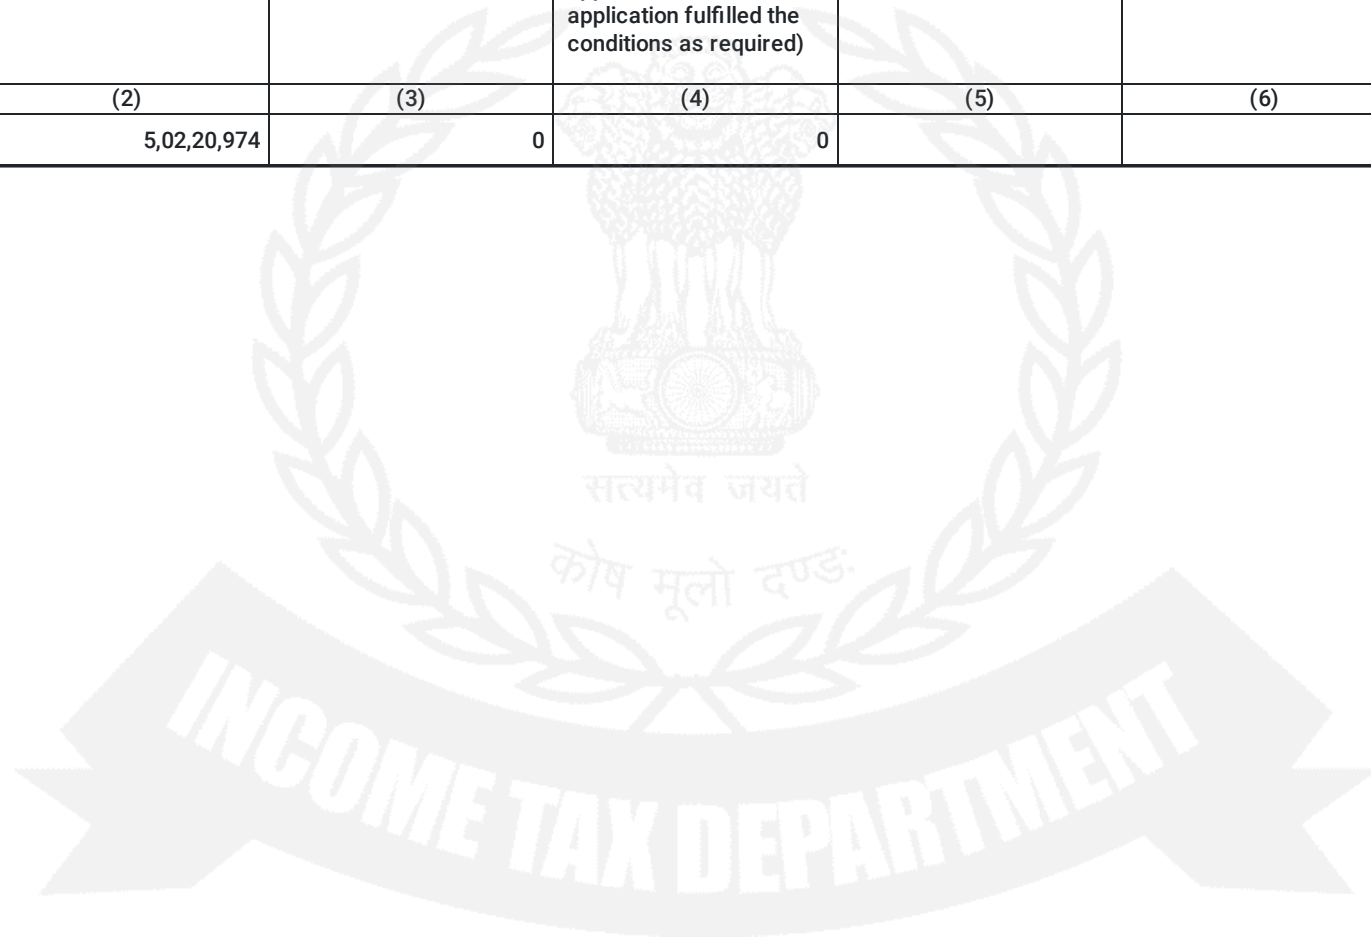 application fulfilled the
conditions as required)
(2) (3) (4) (5) (6)
5,02,20,974 0 0
सत्यमेव जयते
कोष मूलो दण्डः
INCOME TAX DEPARTMENT